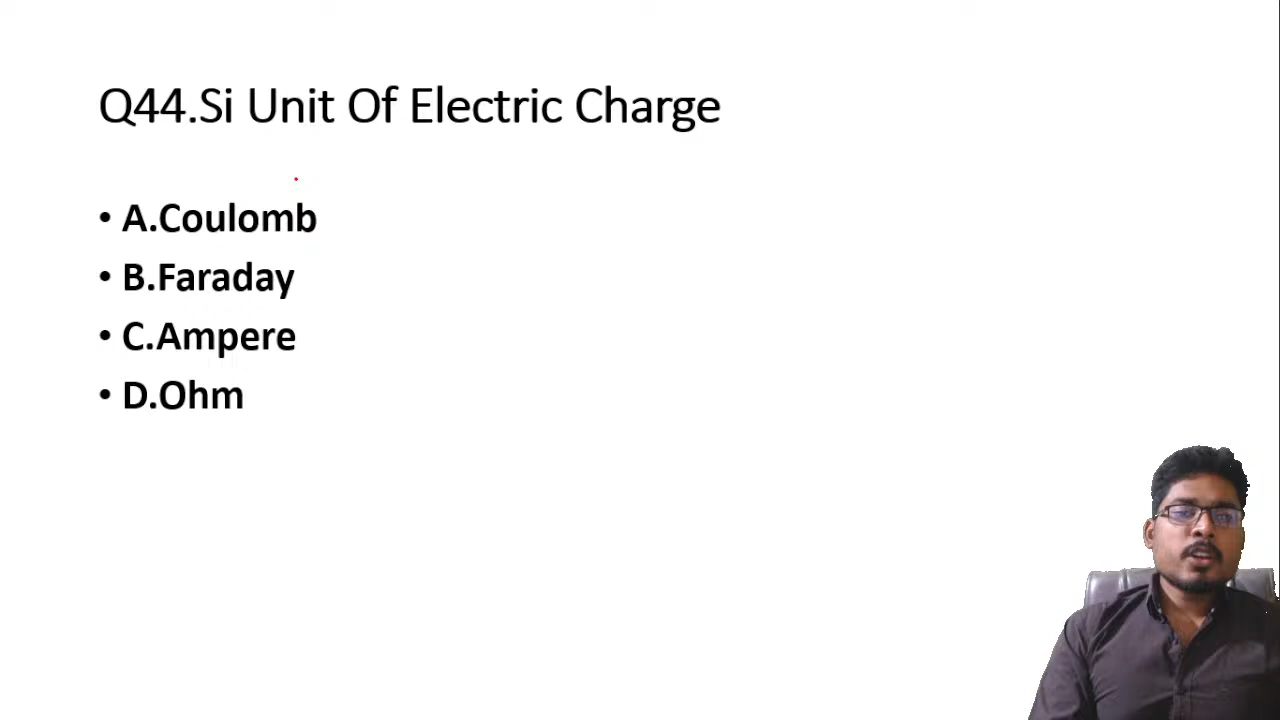 Q44.Si Unit Of Electric Charge
• A.Coulomb
• B.Faraday
• C.Ampere
• D.Ohm